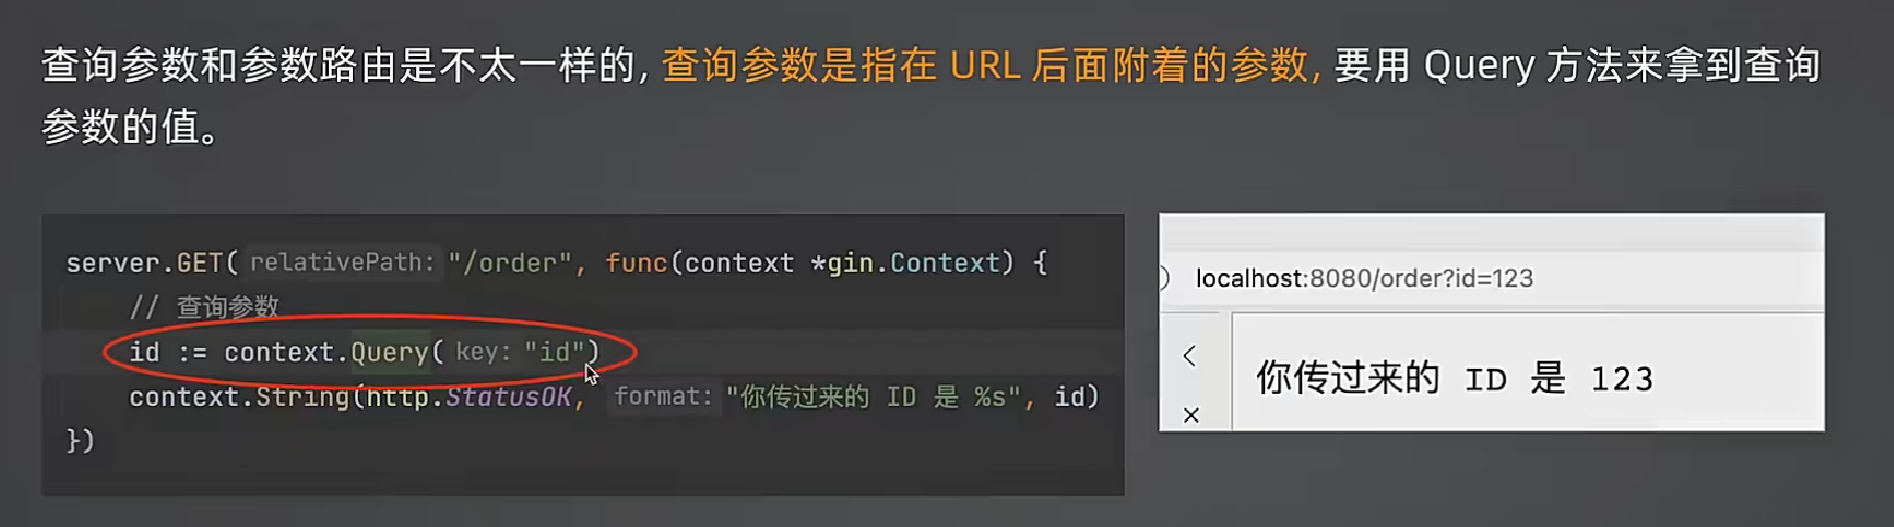 查询参数和参数路由是不太一样的, 查询参数是指在 URL 后面附着的参数, 要用 Query 方法来拿到查询
参数的值。
server.GET( relativePath: "/order", func(context *gin.Context) {
// 查询参数
id := context.Query( key: "id")
context.String(http.StatusOK, format: "你传过来的 ID 是 %s", id)
})
localhost:8080/order?id=123
你传过来的 ID 是 123